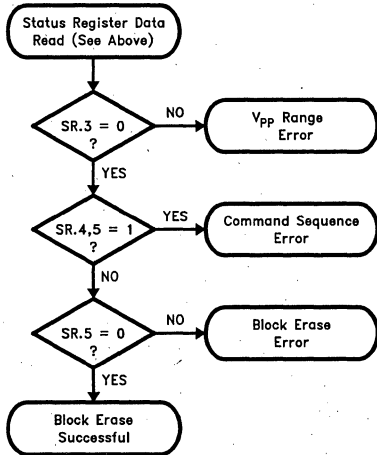 Status Register Data
Read (See Above)
SR.3 = 0
?
NO
VPP Range
Error
YES
SR.4,5 = 1
?
YES
Command Sequence
Error
NO
SR.5 = 0
?
NO
Block Erase
Error
YES
Block Erase
Successful